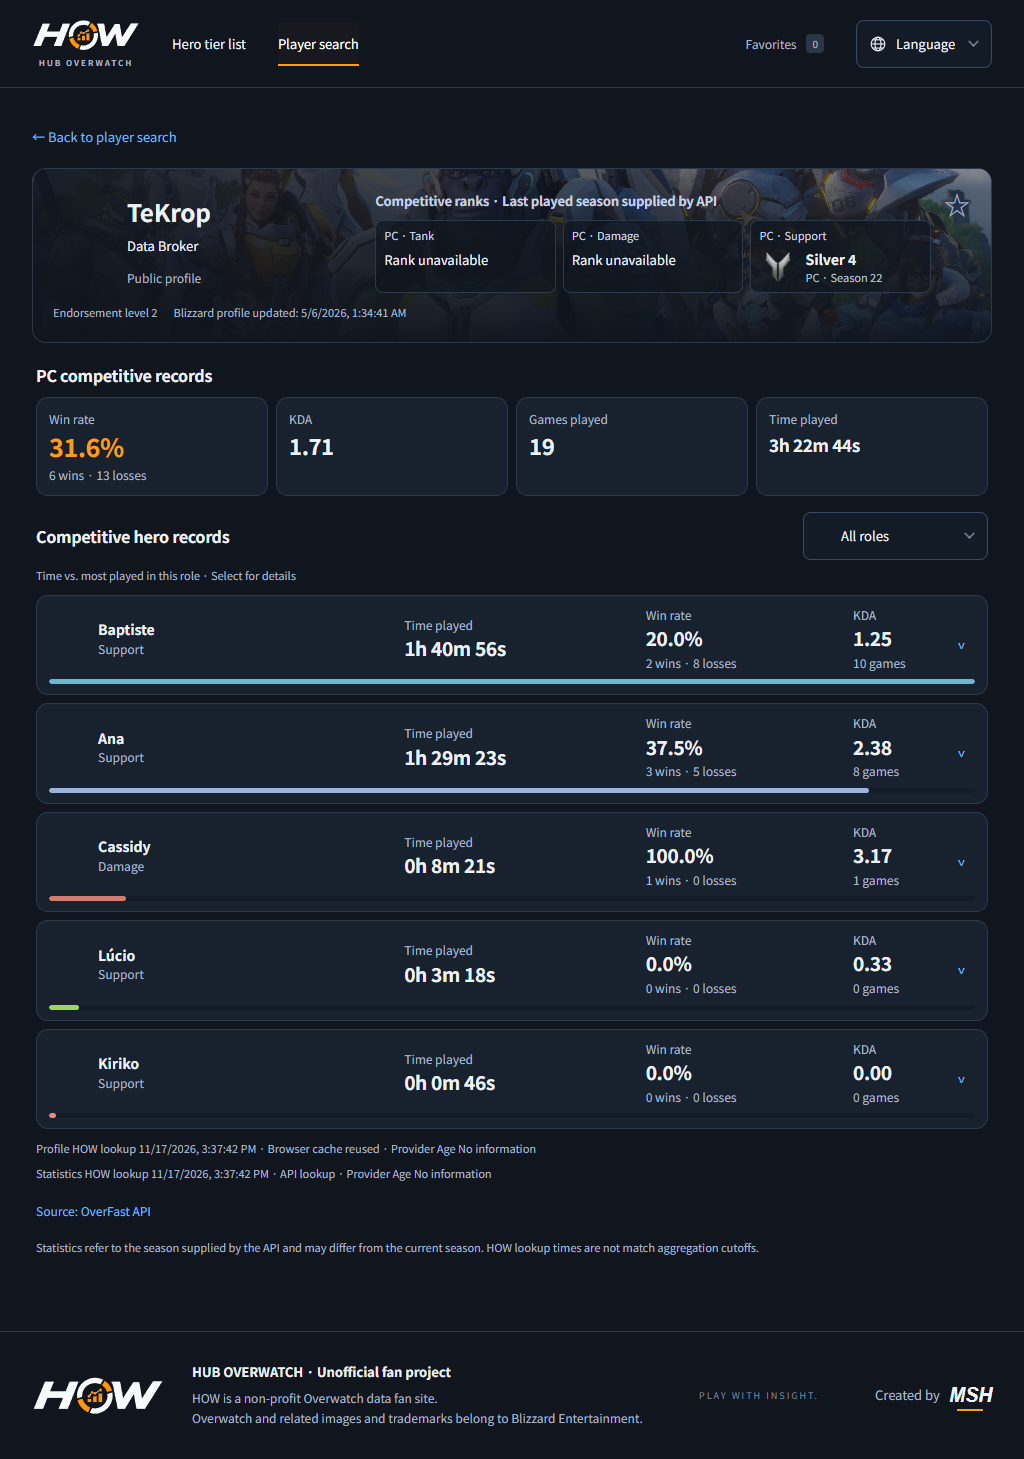 HOW
HUB OVERWATCH
Hero tier list
Player search
Favorites 0
Language
← Back to player search
TeKrop
Data Broker
Public profile
Competitive ranks · Last played season supplied by API
PC · Tank
Rank unavailable
PC · Damage
Rank unavailable
PC · Support
Silver 4
PC · Season 22
Endorsement level 2
Blizzard profile updated: 5/6/2026, 1:34:41 AM
PC competitive records
Win rate
31.6%
6 wins · 13 losses
KDA
1.71
Games played
19
Time played
3h 22m 44s
Competitive hero records
All roles
Time vs. most played in this role · Select for details
Baptiste
Support
Time played
1h 40m 56s
Win rate
20.0%
2 wins · 8 losses
KDA
1.25
10 games
v
Ana
Support
Time played
1h 29m 23s
Win rate
37.5%
3 wins · 5 losses
KDA
2.38
8 games
v
Cassidy
Damage
Time played
0h 8m 21s
Win rate
100.0%
1 wins · 0 losses
KDA
3.17
1 games
v
Lúcio
Support
Time played
0h 3m 18s
Win rate
0.0%
0 wins · 0 losses
KDA
0.33
0 games
v
Kiriko
Support
Time played
0h 0m 46s
Win rate
0.0%
0 wins · 0 losses
KDA
0.00
0 games
v
Profile HOW lookup 11/17/2026, 3:37:42 PM · Browser cache reused · Provider Age No information
Statistics HOW lookup 11/17/2026, 3:37:42 PM · API lookup · Provider Age No information
Source: OverFast API
Statistics refer to the season supplied by the API and may differ from the current season. HOW lookup times are not match aggregation cutoffs.
HOW
HUB OVERWATCH · Unofficial fan project
HOW is a non-profit Overwatch data fan site.
Overwatch and related images and trademarks belong to Blizzard Entertainment.
PLAY WITH INSIGHT.
Created by MSH